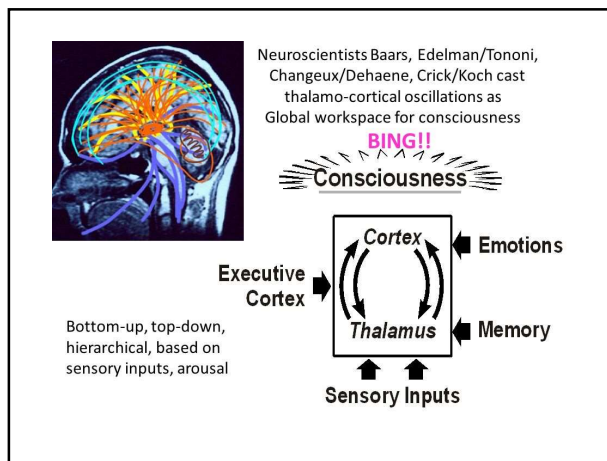 Neuroscientists Baars, Edelman/Tononi,
Changeux/Dehaene, Crick/Koch cast
thalamo-cortical oscillations as
Global workspace for consciousness
BING!!
Consciousness
Cortex
Emotions
Executive
Cortex
Thalamus
Memory
Bottom-up, top-down,
hierarchical, based on
sensory inputs, arousal
Sensory Inputs